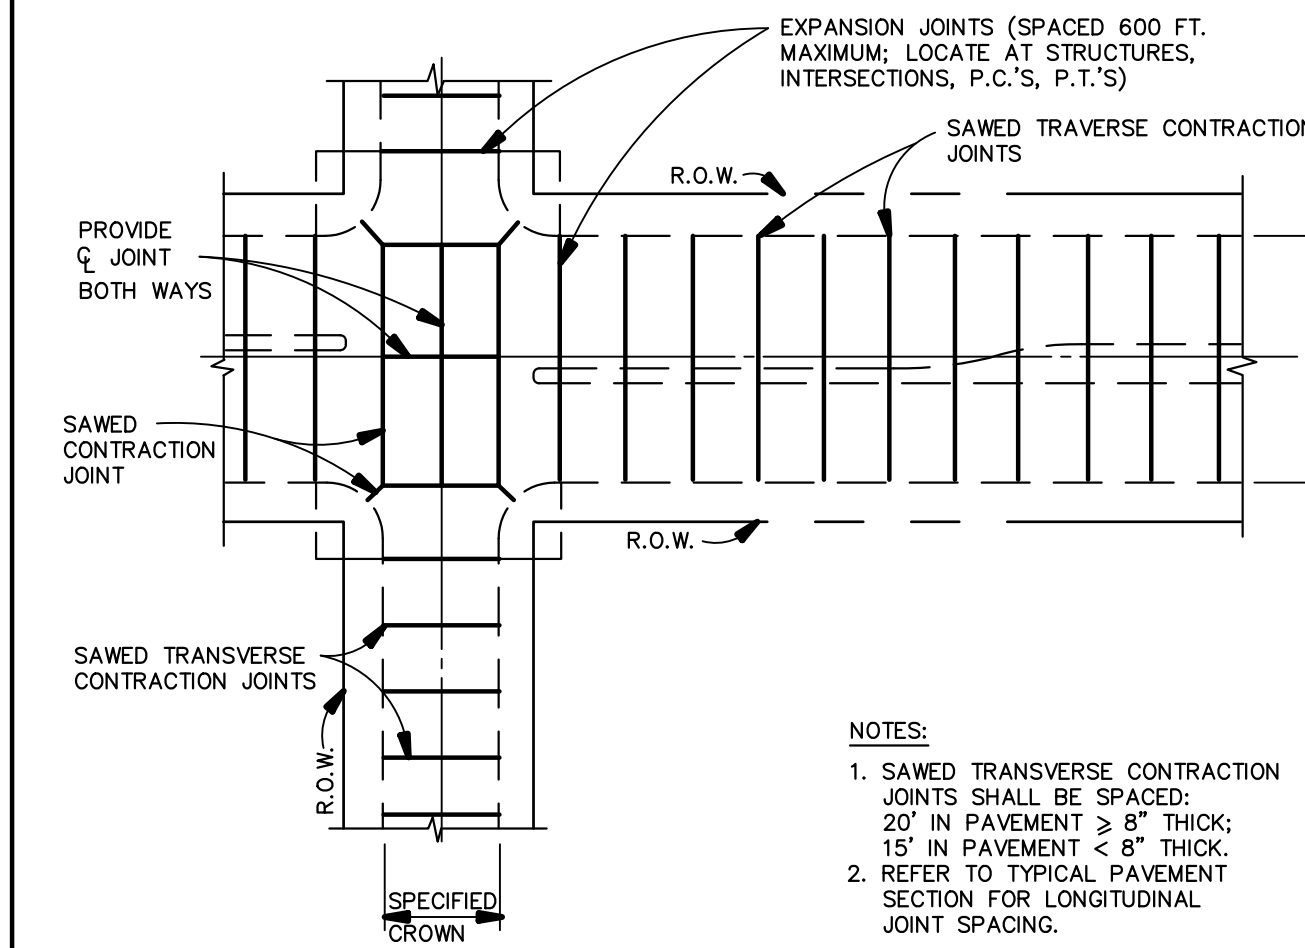 EXPANSION JOINTS (SPACED 600 FT.
MAXIMUM; LOCATE AT STRUCTURES,
INTERSECTIONS, P.C.'S, P.T.'S)
SAWED TRAVERSE CONTRACTION
JOINTS
R.O.W.
PROVIDE
℄ JOINT
BOTH WAYS
SAWED
CONTRACTION
JOINT
R.O.W.
SAWED TRANSVERSE
CONTRACTION JOINTS
R.O.W.
SPECIFIED
CROWN
NOTES:
1. SAWED TRANSVERSE CONTRACTION
JOINTS SHALL BE SPACED:
20' IN PAVEMENT ⩾ 8" THICK;
15' IN PAVEMENT < 8" THICK.
2. REFER TO TYPICAL PAVEMENT
SECTION FOR LONGITUDINAL
JOINT SPACING.